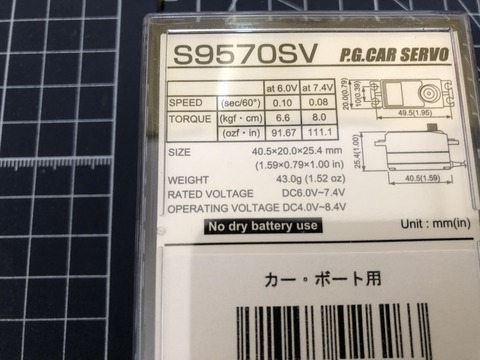 S9570SV P.G.CAR SERVO
at 6.0V at 7.4V
SPEED (sec/60°) 0.10 0.08
TORQUE (kgf・cm) 6.6 8.0
(ozf・in) 91.67 111.1
20.0(0.79)
10(0.39)
49.5(1.95)
25.4(1.00)
40.5(1.59)
SIZE 40.5×20.0×25.4 mm
(1.59×0.79×1.00 in)
WEIGHT 43.0g (1.52 oz)
RATED VOLTAGE DC6.0V~7.4V
OPERATING VOLTAGE DC4.0V~8.4V
No dry battery use Unit : mm(in)
カー・ボート用